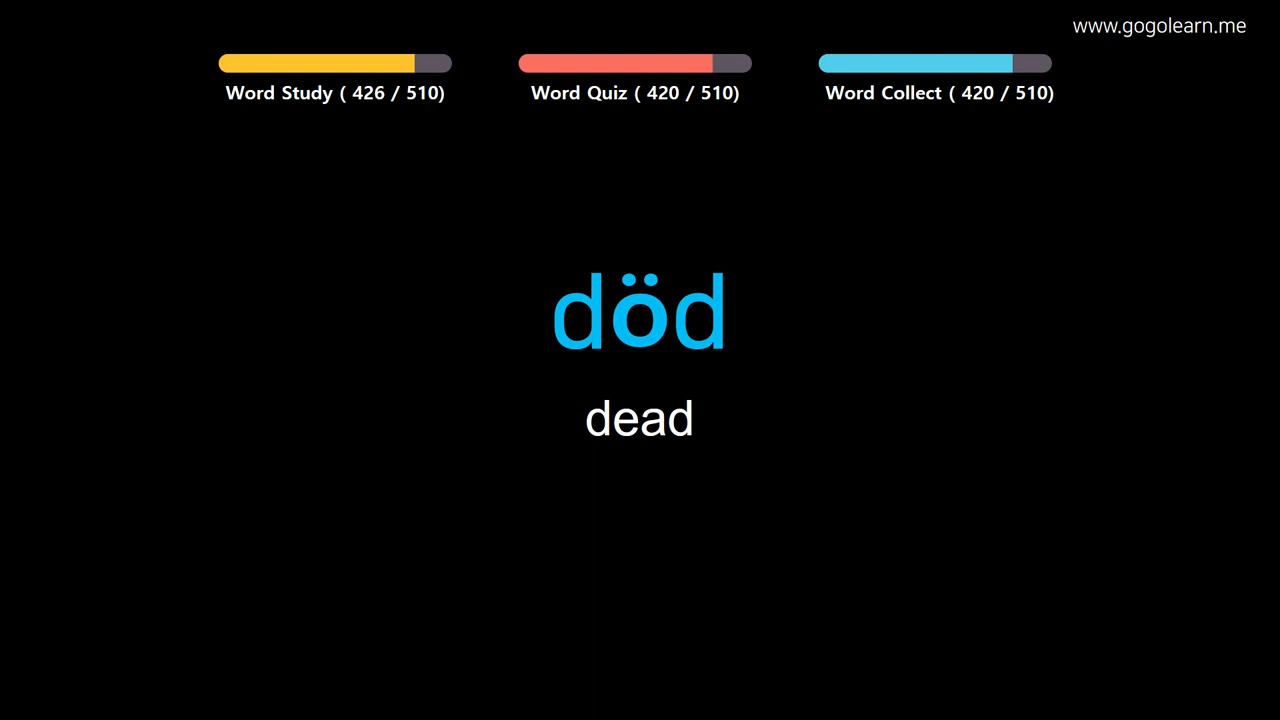 www.gogolearn.me
Word Study ( 426 / 510)
Word Quiz ( 420 / 510)
Word Collect ( 420 / 510)
död
dead